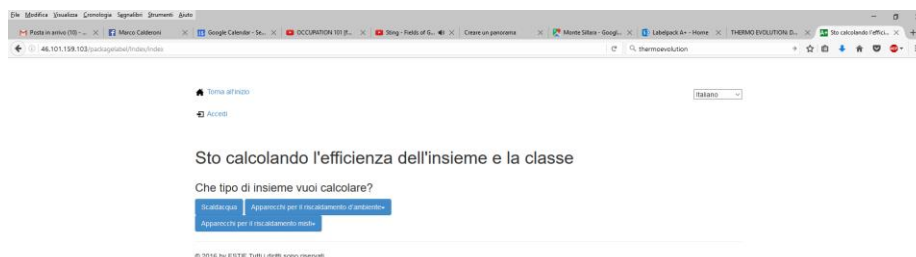 File Modifica Visualizza Cronologia Segnalibri Strumenti Aiuto
Posta in arrivo (10) - ... Marco Calderoni Google Calendar - Se... OCCUPATION 101 [f... Sting - Fields of G... Creare un panorama Monte Sillara - Googl... Labelpack A+ - Home THERMO EVOLUTION: D... Sto calcolando l'effici...
46.101.159.103/packagelabel/Index/Index thermoevolution
Torna all'inizio Italiano
Accedi
Sto calcolando l'efficienza dell'insieme e la classe
Che tipo di insieme vuoi calcolare?
Scaldacqua Apparecchi per il riscaldamento d'ambiente
Apparecchi per il riscaldamento misti
© 2016 by ESTIF Tutti i diritti sono riservati